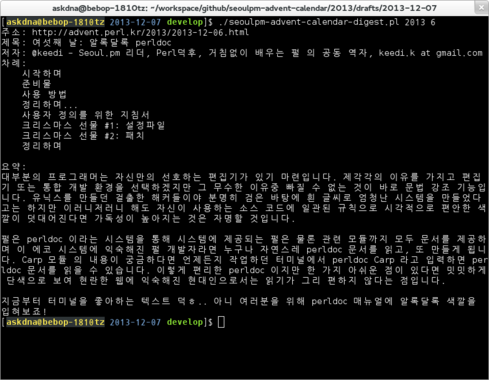 askdna@bebop-1810tz: ~/workspace/github/seoulpm-advent-calendar/2013/drafts/2013-12-07
[askdna@bebop-1810tz 2013-12-07 develop]$ ./seoulpm-advent-calendar-digest.pl 2013 6
주소: http://advent.perl.kr/2013/2013-12-06.html
제목: 여섯째 날: 알록달록 perldoc
저자: @keedi - Seoul.pm 리더, Perl덕후, 거침없이 배우는 펄 의 공동 역자, keedi.k at gmail.com
차례:
시작하며
준비물
사용 방법
정리하며...
사용자 정의를 위한 지침서
크리스마스 선물 #1: 설정파일
크리스마스 선물 #2: 패치
정리하며
요약:
대부분의 프로그래머는 자신만의 선호하는 편집기가 있기 마련입니다. 제각각의 이유를 가지고 편집
기 또는 통합 개발 환경을 선택하겠지만 그 무수한 이유중 빠질 수 없는 것이 바로 문법 강조 기능입
니다. 유닉스를 만들던 걸출한 해커들이야 분명히 검은 바탕에 흰 글씨로 엄청난 시스템을 만들었다
고는 하지만 이러니저러니 해도 자신이 사용하는 소스 코드에 일관된 규칙으로 시각적으로 편안한 색
깔이 덧대어진다면 가독성이 높아지는 것은 자명할 것입니다.
펄은 perldoc 이라는 시스템을 통해 시스템에 제공되는 펄은 물론 관련 모듈까지 모두 문서를 제공하
며 이 에코 시스템에 익숙해진 펄 개발자라면 누구나 자연스레 perldoc 문서를 읽고, 또 만들게 됩니
다. Carp 모듈 의 내용이 궁금하다면 언제든지 작업하던 터미널에서 perldoc Carp 라고 입력하면 per
ldoc 문서를 읽을 수 있습니다. 이렇게 편리한 perldoc 이지만 한 가지 아쉬운 점이 있다면 밋밋하게
단색으로 보여 현란한 웹에 익숙해진 현대인으로서는 읽기가 그리 편하지 않다는 점입니다.
지금부터 터미널을 좋아하는 텍스트 덕ㅎ.. 아니 여러분을 위해 perldoc 매뉴얼에 알록달록 색깔을
입혀보죠!
[askdna@bebop-1810tz 2013-12-07 develop]$